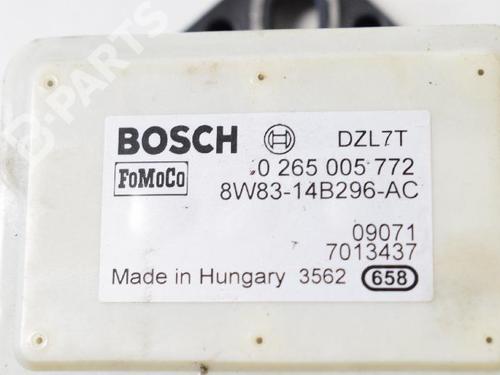 B-PARTS
BOSCH DZL7T
0 265 005 772
FoMoCo
8W83-14B296-AC
09071
7013437
Made in Hungary 3562 658